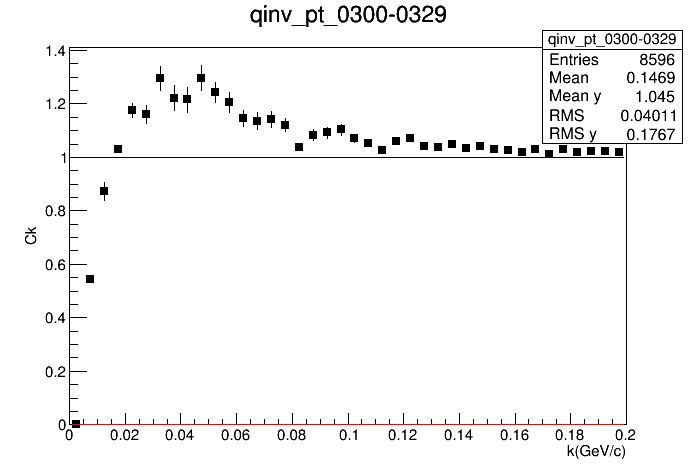 qinv_pt_0300-0329
qinv_pt_0300-0329
Entries 8596
Mean 0.1469
Mean y 1.045
RMS 0.04011
RMS y 0.1767
Ck
1.4
1.2
1
0.8
0.6
0.4
0.2
0
0 0.02 0.04 0.06 0.08 0.1 0.12 0.14 0.16 0.18 0.2
k(GeV/c)